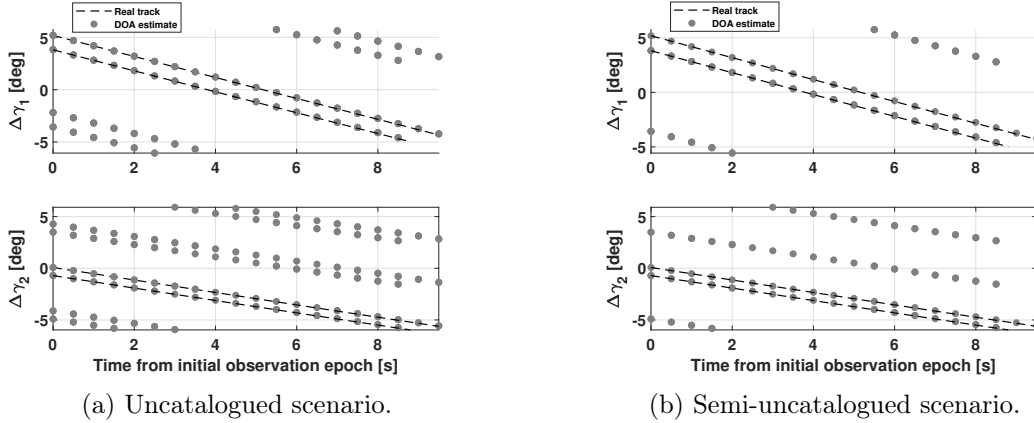 Real track
DOA estimate
Δγ1 [deg]
5
0
-5
0 2 4 6 8
Δγ2 [deg]
5
0
-5
0 2 4 6 8
Time from initial observation epoch [s]
(a) Uncatalogued scenario.
Real track
DOA estimate
Δγ1 [deg]
5
0
-5
0 2 4 6 8
Δγ2 [deg]
5
0
-5
0 2 4 6 8
Time from initial observation epoch [s]
(b) Semi-uncatalogued scenario.